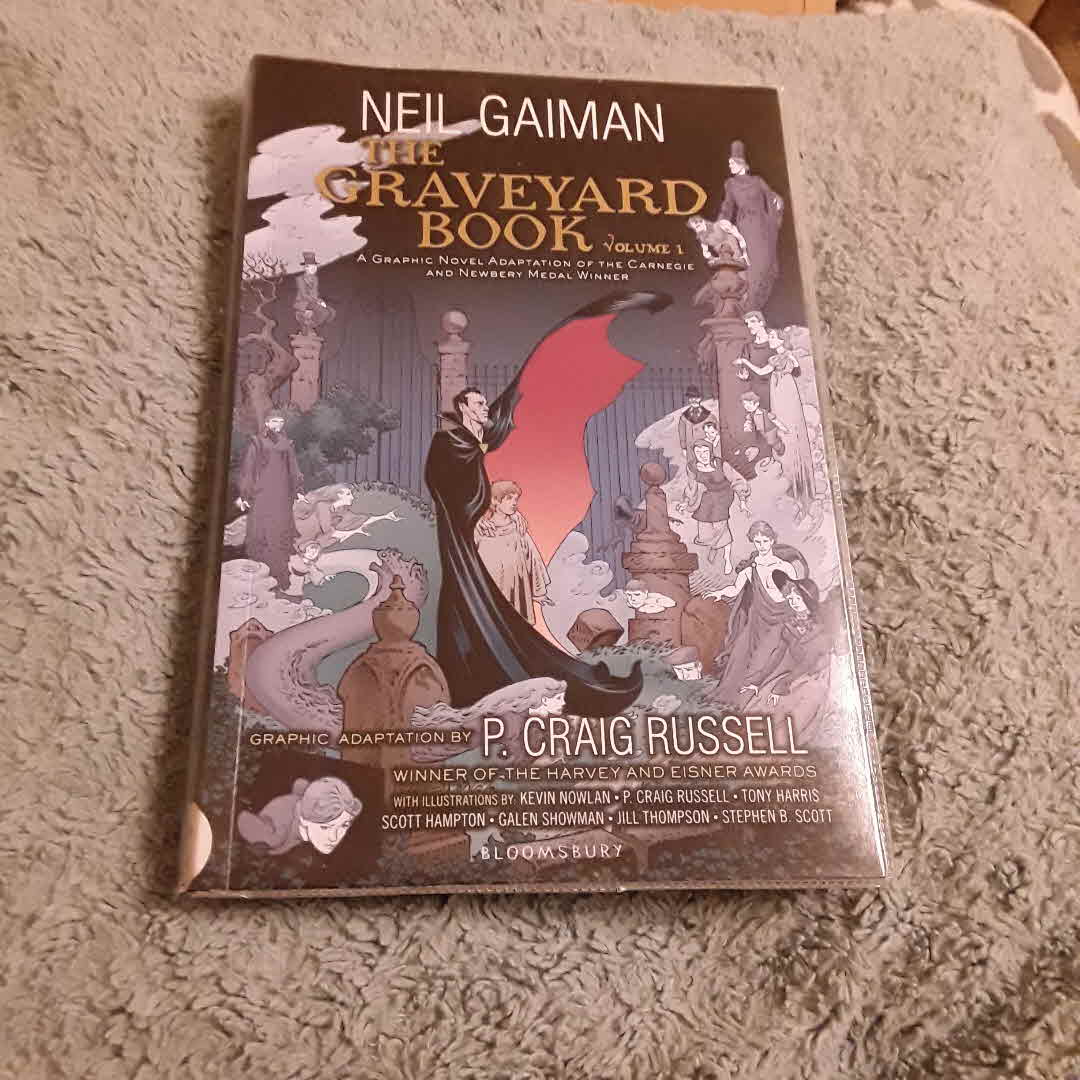 NEIL GAIMAN
THE
GRAVEYARD
BOOK VOLUME 1
A GRAPHIC NOVEL ADAPTATION OF THE CARNEGIE
AND NEWBERY MEDAL WINNER
GRAPHIC ADAPTATION BY P. CRAIG RUSSELL
WINNER OF THE HARVEY AND EISNER AWARDS
WITH ILLUSTRATIONS BY: KEVIN NOWLAN • P. CRAIG RUSSELL • TONY HARRIS
SCOTT HAMPTON • GALEN SHOWMAN • JILL THOMPSON • STEPHEN B. SCOTT
BLOOMSBURY